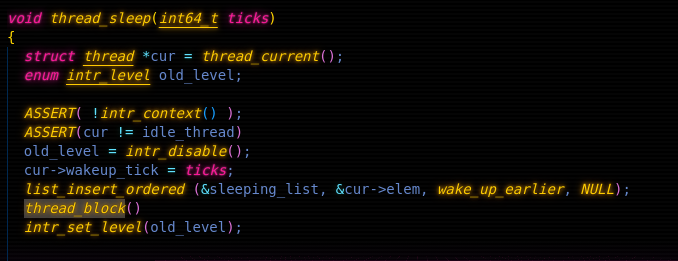 void thread_sleep(int64_t ticks)
{
  struct thread *cur = thread_current();
  enum intr_level old_level;

  ASSERT( !intr_context() );
  ASSERT(cur != idle_thread)
  old_level = intr_disable();
  cur->wakeup_tick = ticks;
  list_insert_ordered (&sleeping_list, &cur->elem, wake_up_earlier, NULL);
  thread_block()
  intr_set_level(old_level);